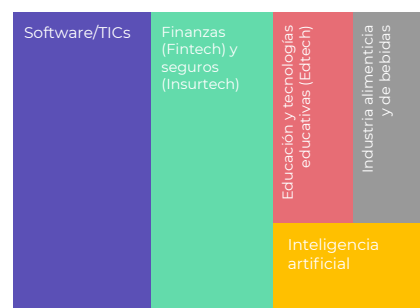 Software/TICs
Finanzas
(Fintech) y
seguros
(Insurtech)
Educación y tecnologías
educativas (Edtech)
Industria alimenticia
y de bebidas
Inteligencia
artificial